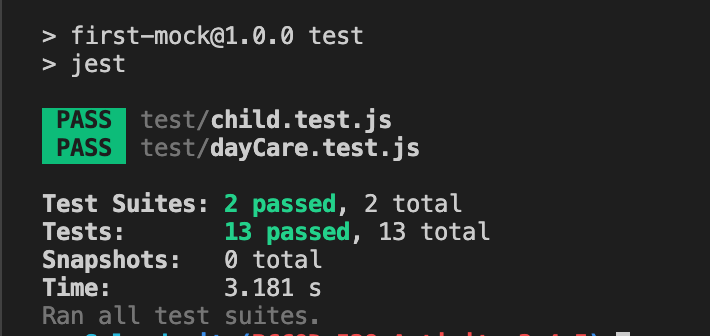 > first-mock@1.0.0 test
> jest
PASS test/child.test.js
PASS test/dayCare.test.js
Test Suites: 2 passed, 2 total
Tests: 13 passed, 13 total
Snapshots: 0 total
Time: 3.181 s
Ran all test suites.